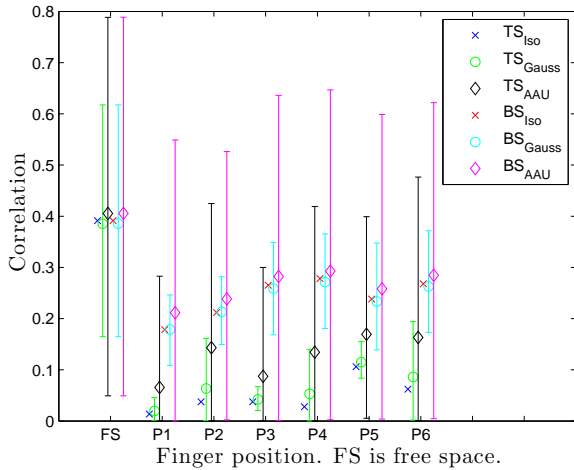 0.8
0.7
0.6
0.5
0.4
0.3
0.2
0.1
0
Correlation
TS_Iso
TS_Gauss
TS_AAU
BS_Iso
BS_Gauss
BS_AAU
FS P1 P2 P3 P4 P5 P6
Finger position. FS is free space.